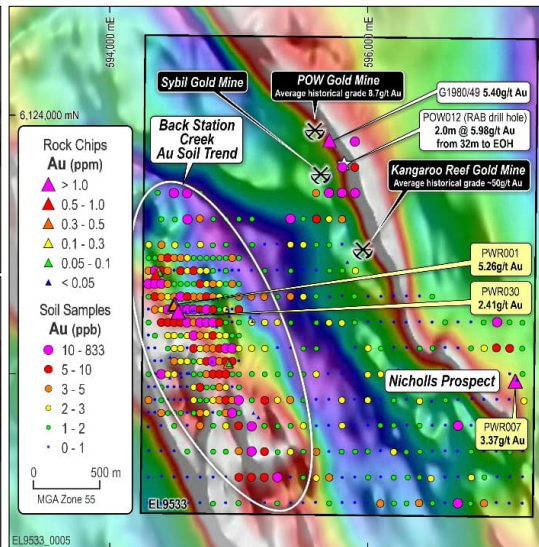 594,000 mE
596,000 mE
6,124,000 mN
POW Gold Mine
Average historical grade 8.7g/t Au
Sybil Gold Mine
G1980/49 5.40g/t Au
POW012 (RAB drill hole)
2.0m @ 5.98g/t Au
from 32m to EOH
Back Station
Creek
Au Soil Trend
Kangaroo Reef Gold Mine
Average historical grade ~50g/t Au
Rock Chips
Au (ppm)
> 1.0
0.5 - 1.0
0.3 - 0.5
0.1 - 0.3
0.05 - 0.1
< 0.05
Soil Samples
Au (ppb)
10 - 833
5 - 10
3 - 5
2 - 3
1 - 2
0 - 1
0 500 m
MGA Zone 55
PWR001
5.26g/t Au
PWR030
2.41g/t Au
Nicholls Prospect
PWR007
3.37g/t Au
EL9533
EL9533_0005